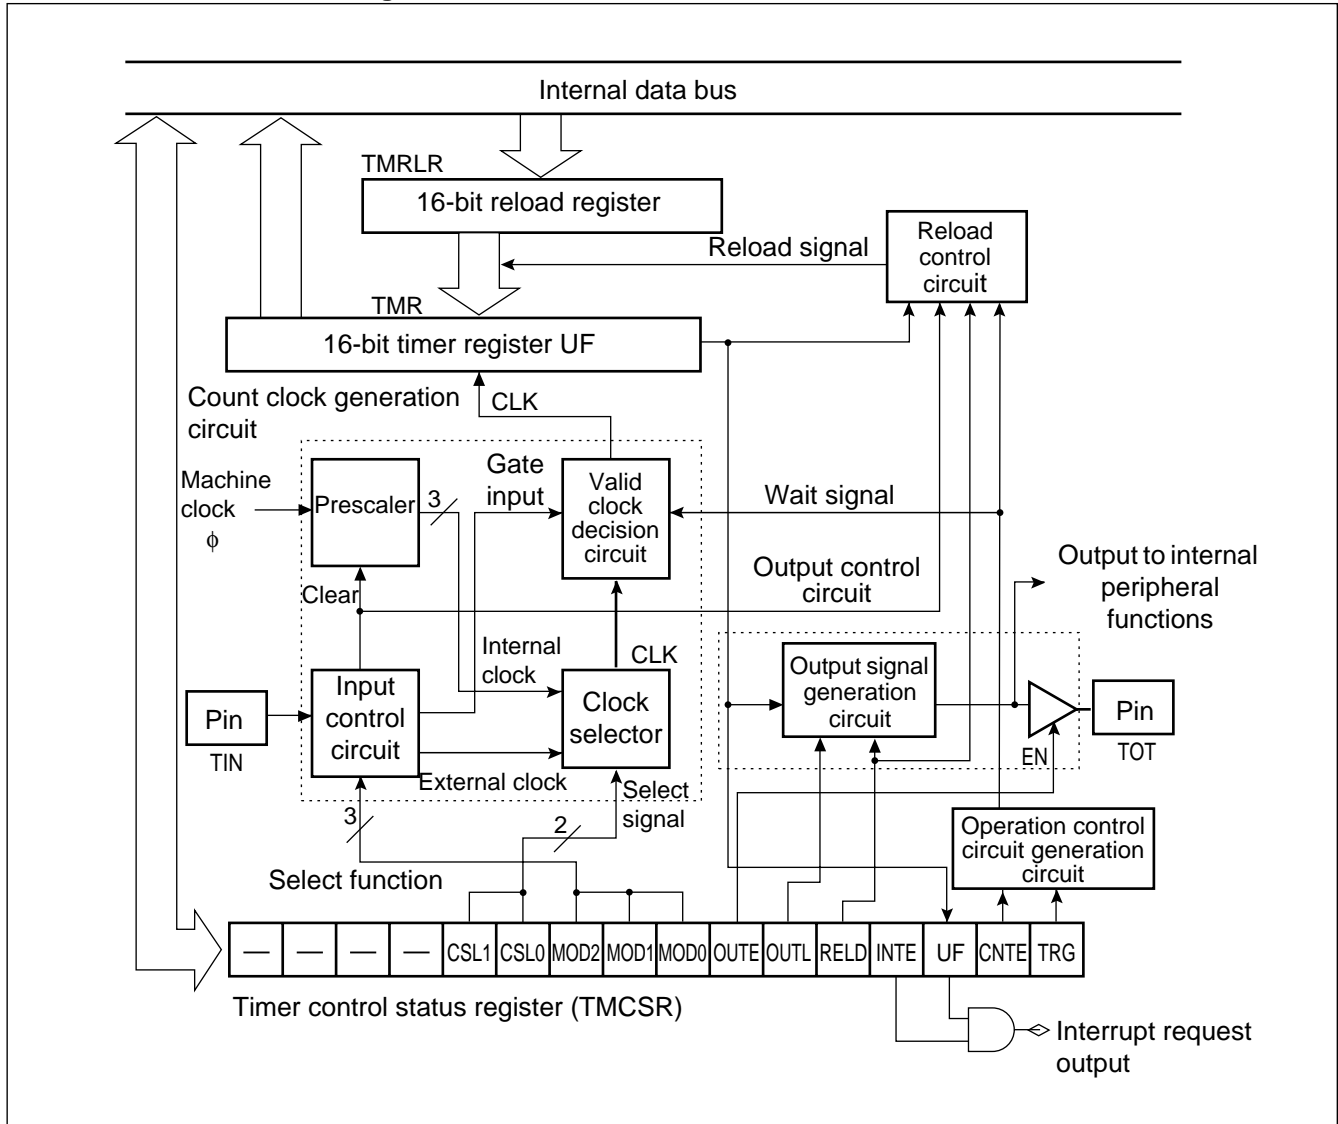 Internal data bus
TMRLR
16-bit reload register
Reload signal
Reload
control
circuit
TMR
16-bit timer register UF
Count clock generation
circuit
CLK
Machine
clock
ϕ
Prescaler
3
Gate
input
Valid
clock
decision
circuit
Wait signal
Clear
Output control
circuit
Output to internal
peripheral
functions
Internal
clock
CLK
Pin
TIN
Input
control
circuit
Clock
selector
External clock
Output signal
generation
circuit
EN
Pin
TOT
Select
signal
3
2
Select function
Operation control
circuit generation
circuit
— — — — CSL1 CSL0 MOD2 MOD1 MOD0 OUTE OUTL RELD INTE UF CNTE TRG
Timer control status register (TMCSR)
Interrupt request
output